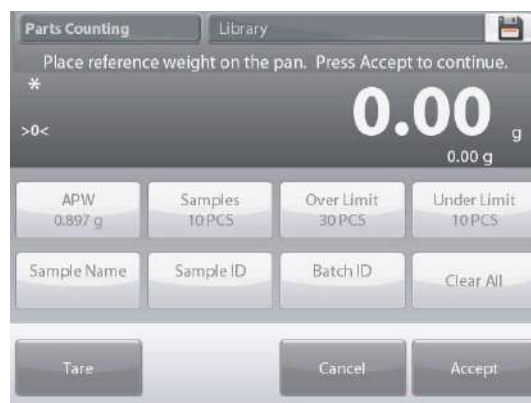 Parts Counting Library
Place reference weight on the pan. Press Accept to continue.
*
>0<
0.00 g
0.00 g
APW Samples Over Limit Under Limit
0.897 g 10 PCS 30 PCS 10 PCS
Sample Name Sample ID Batch ID Clear All
Tare Cancel Accept